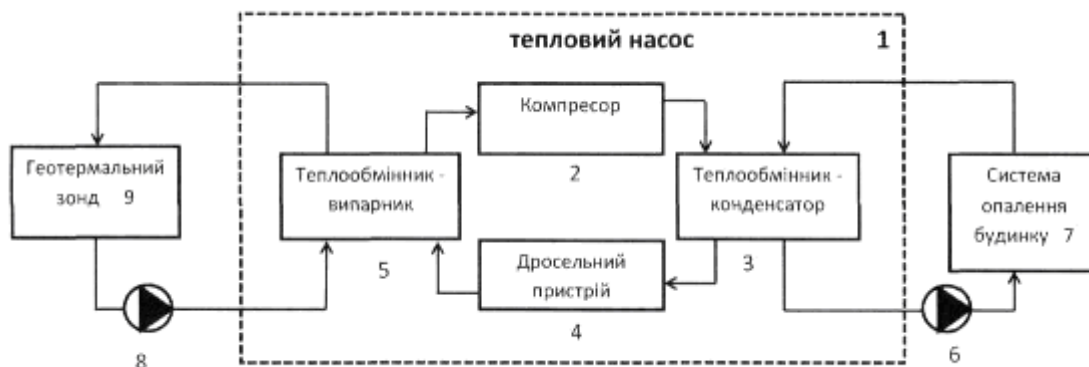 тепловий насос 1
Компресор
2
Геотермальний
зонд 9
Теплообмінник -
випарник
5
Теплообмінник -
конденсатор
3
Система
опалення
будинку 7
Дросельний
пристрій
4
8
6